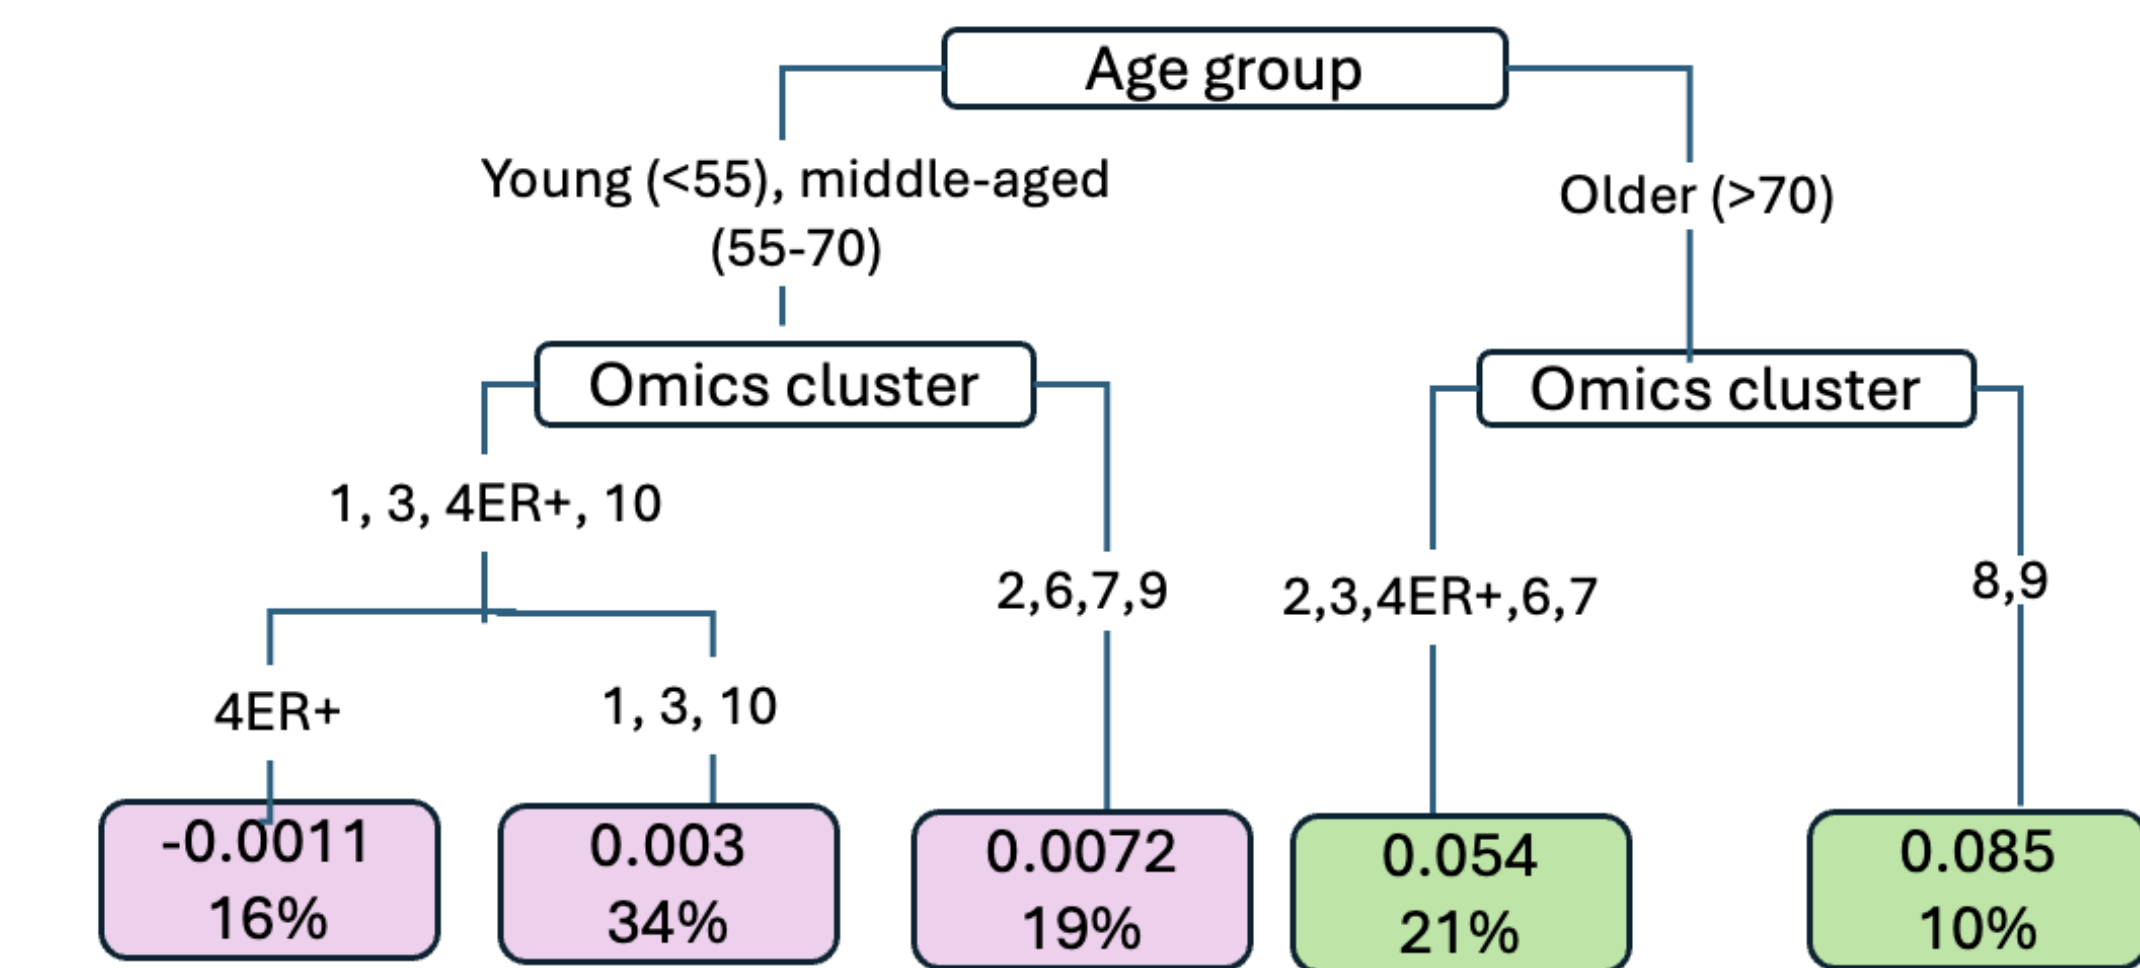 Age group
Young (<55), middle-aged
(55-70)
Older (>70)
Omics cluster
Omics cluster
1, 3, 4ER+, 10
2,6,7,9
2,3,4ER+,6,7
8,9
4ER+
1, 3, 10
-0.0011
16%
0.003
34%
0.0072
19%
0.054
21%
0.085
10%